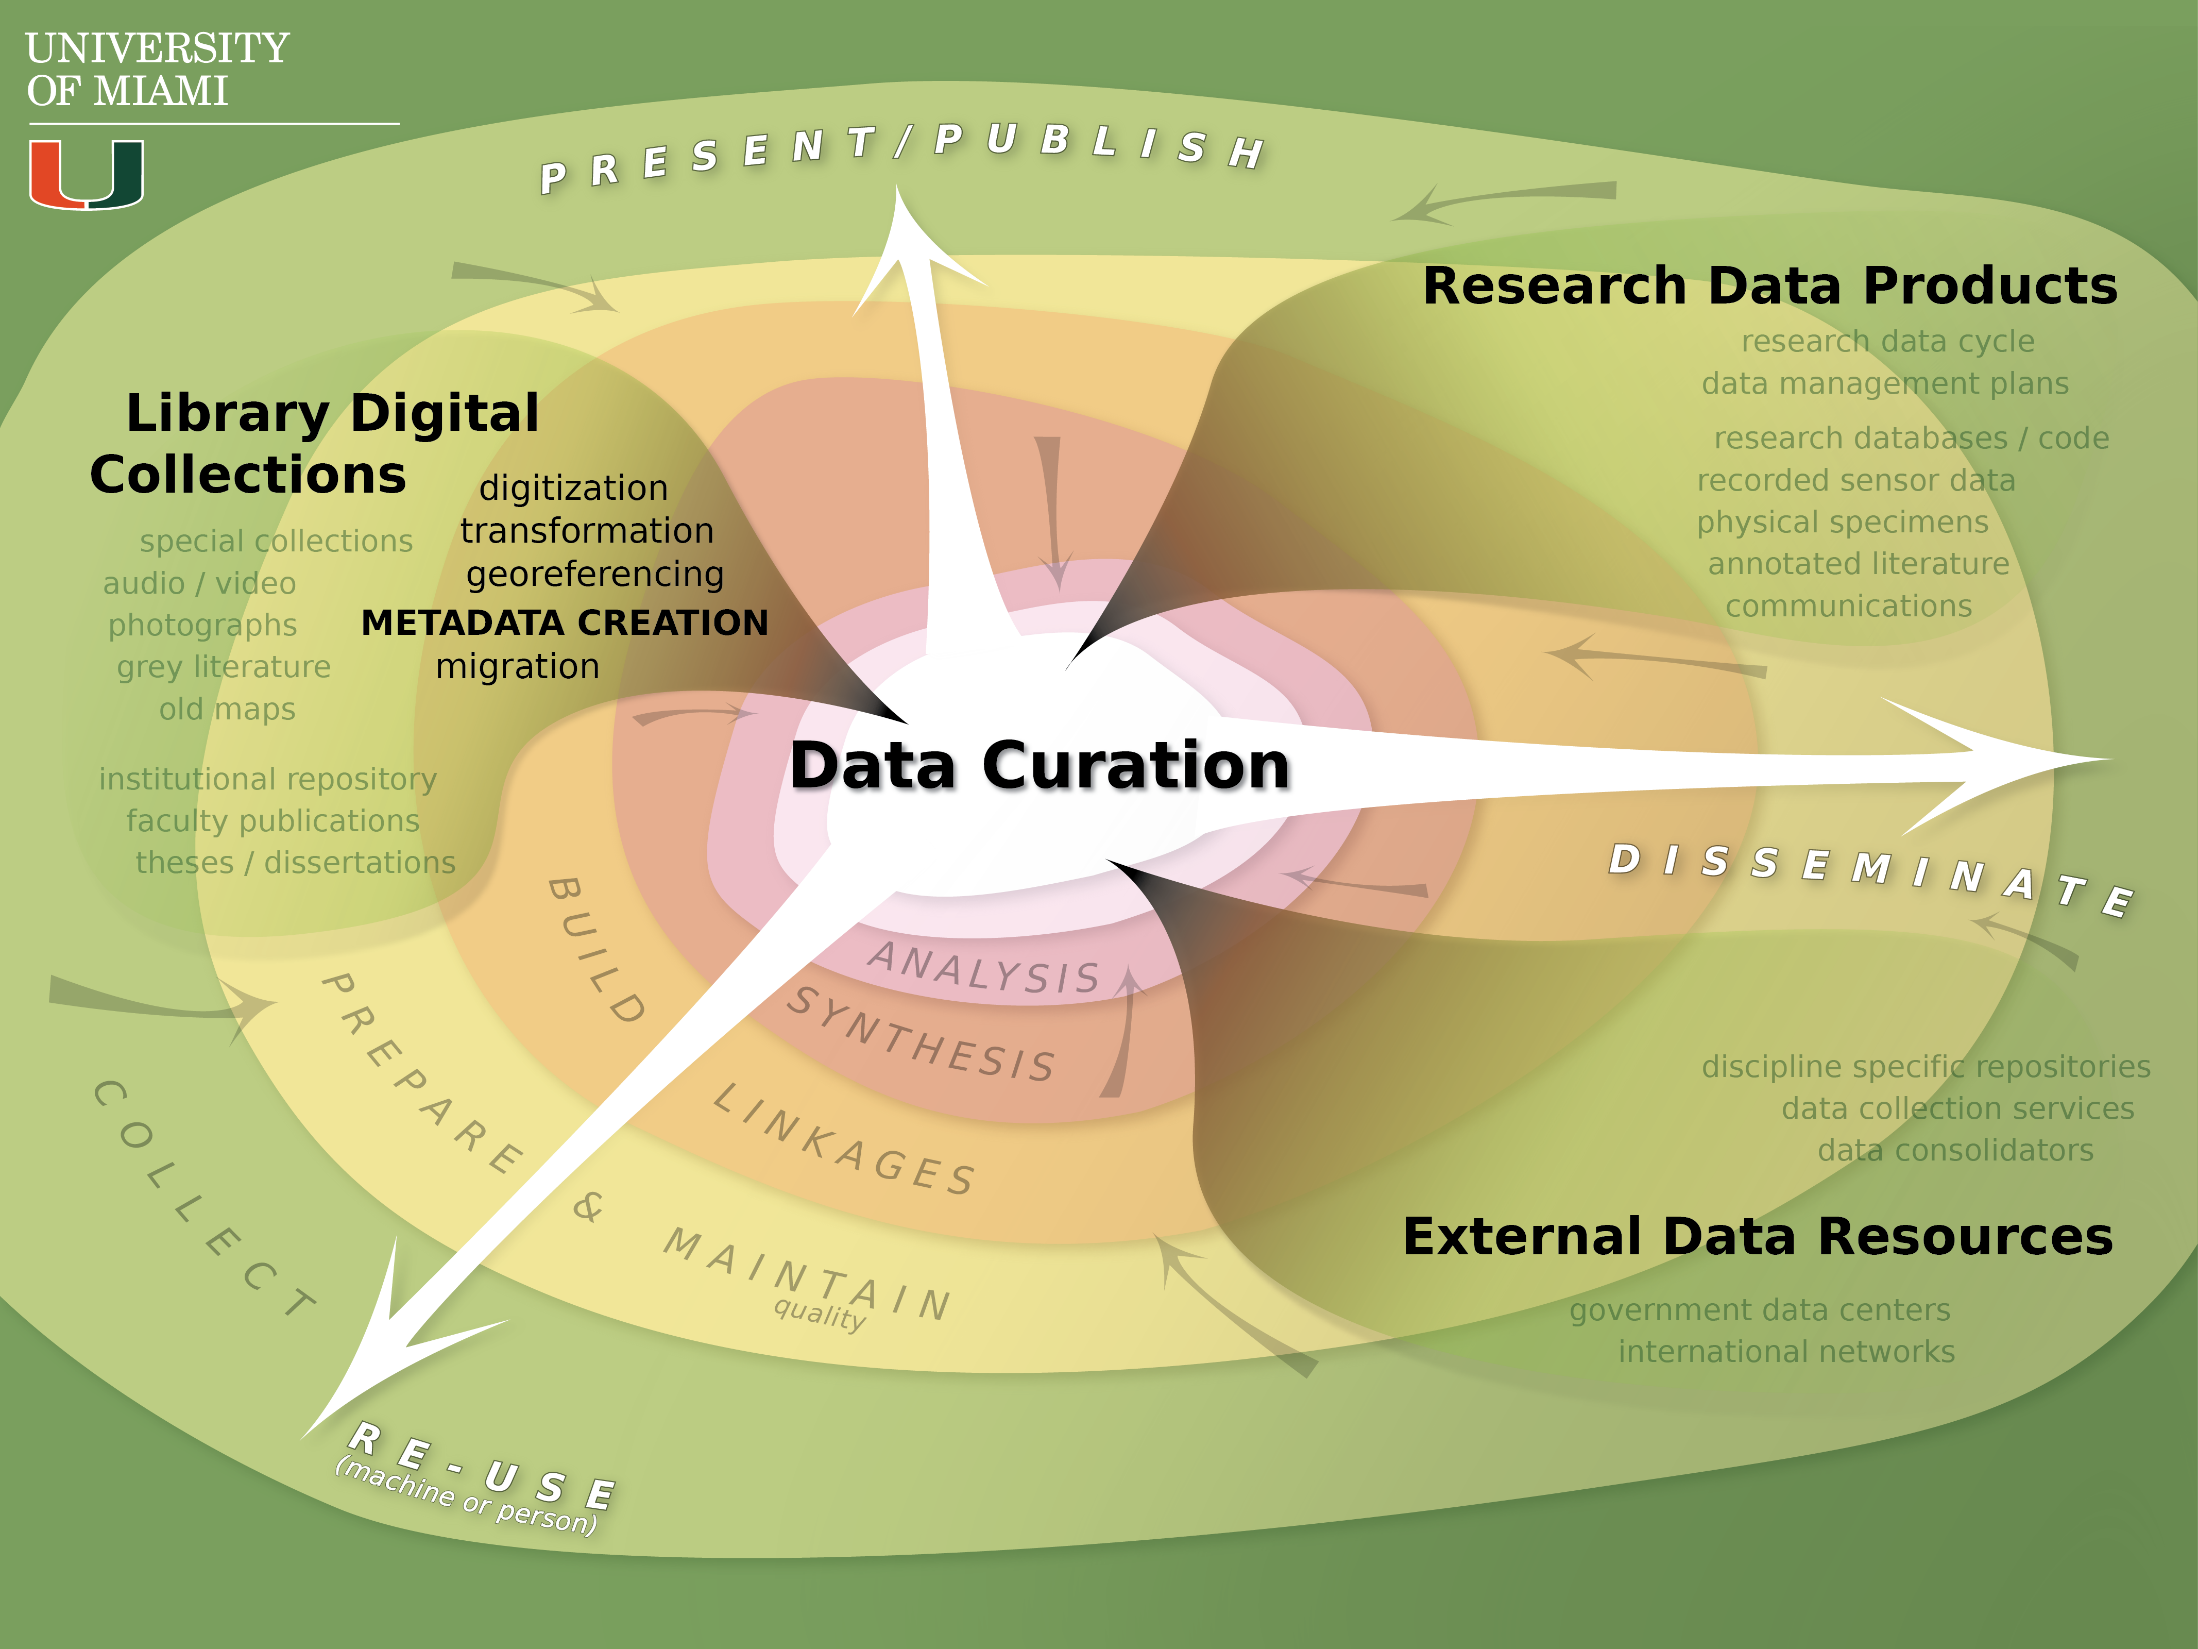 UNIVERSITY
OF MIAMI
PRESENT/PUBLISH
Research Data Products
research data cycle
data management plans
research databases / code
recorded sensor data
physical specimens
annotated literature
communications
Library Digital
Collections
digitization
transformation
georeferencing
METADATA CREATION
migration
special collections
audio / video
photographs
grey literature
old maps
institutional repository
faculty publications
theses / dissertations
Data Curation
DISSEMINATE
ANALYSIS
SYNTHESIS
BUILD
LINKAGES
PREPARE & MAINTAIN
quality
COLLECT
discipline specific repositories
data collection services
data consolidators
External Data Resources
government data centers
international networks
RE-USE
(machine or person)